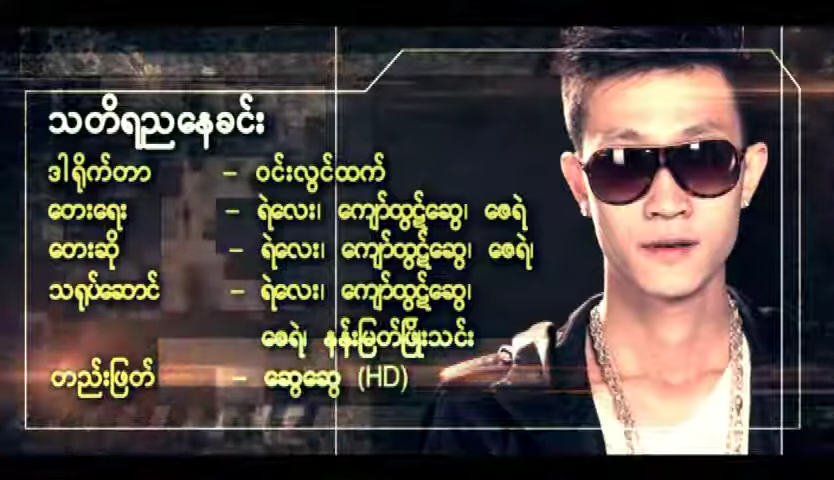 သတိရညနေခင်း
ဒါရိုက်တာ – ဝင်းလွင်ထက်
တေးရေး – ရဲလေး၊ ကျော်ထွဋ်ဆွေ၊ ဇေရဲ
တေးဆို – ရဲလေး၊ ကျော်ထွဋ်ဆွေ၊ ဇေရဲ၊
သရုပ်ဆောင် – ရဲလေး၊ ကျော်ထွဋ်ဆွေ၊
ဇေရဲ၊ နန်းမြတ်ဖြိုးသင်း
တည်းဖြတ် – ဆွေဆွေ (HD)